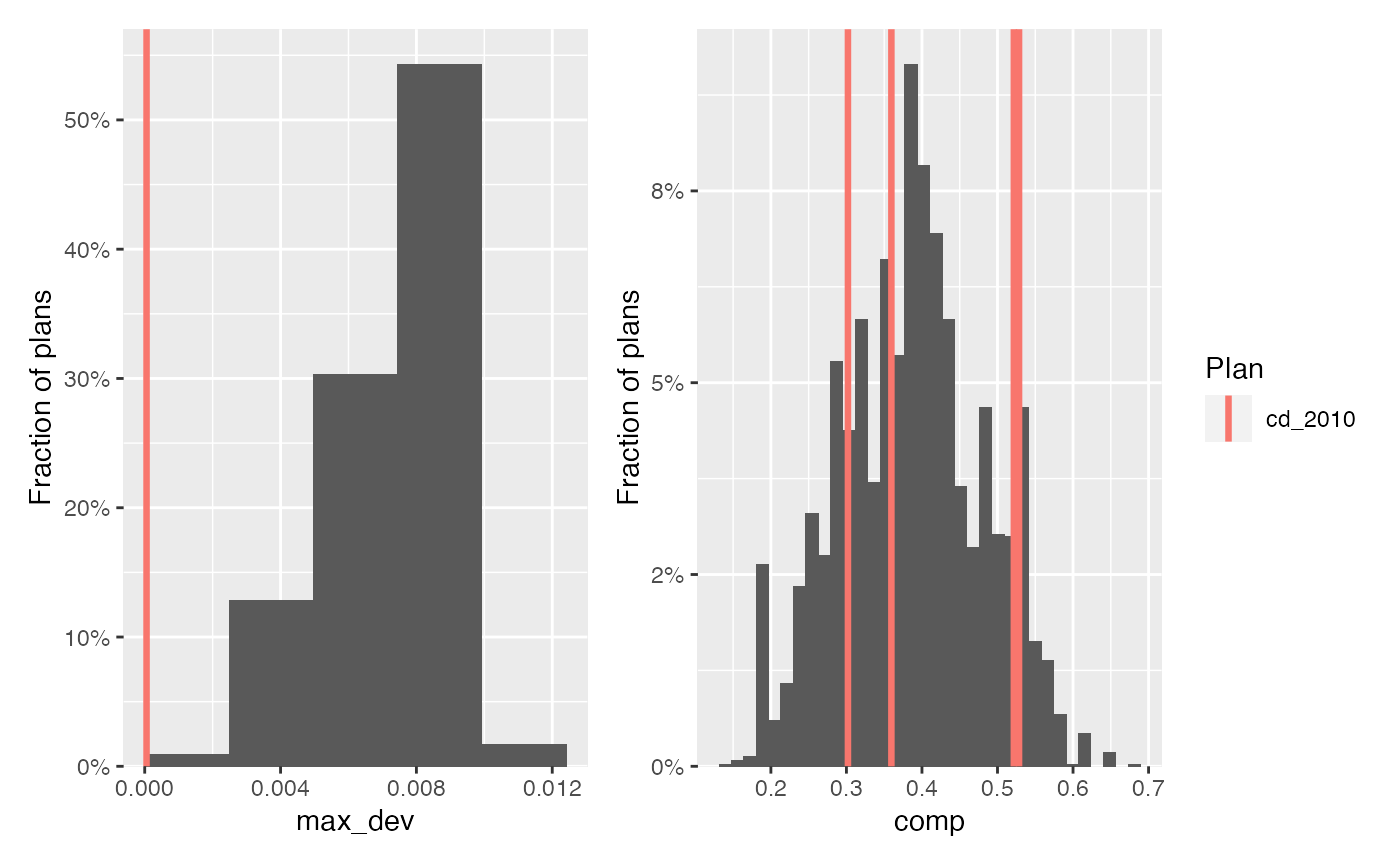 Fraction of plans
50%
40%
30%
20%
10%
0%
0.000 0.004 0.008 0.012
max_dev
Fraction of plans
8%
5%
2%
0%
0.2 0.3 0.4 0.5 0.6 0.7
comp
Plan
cd_2010